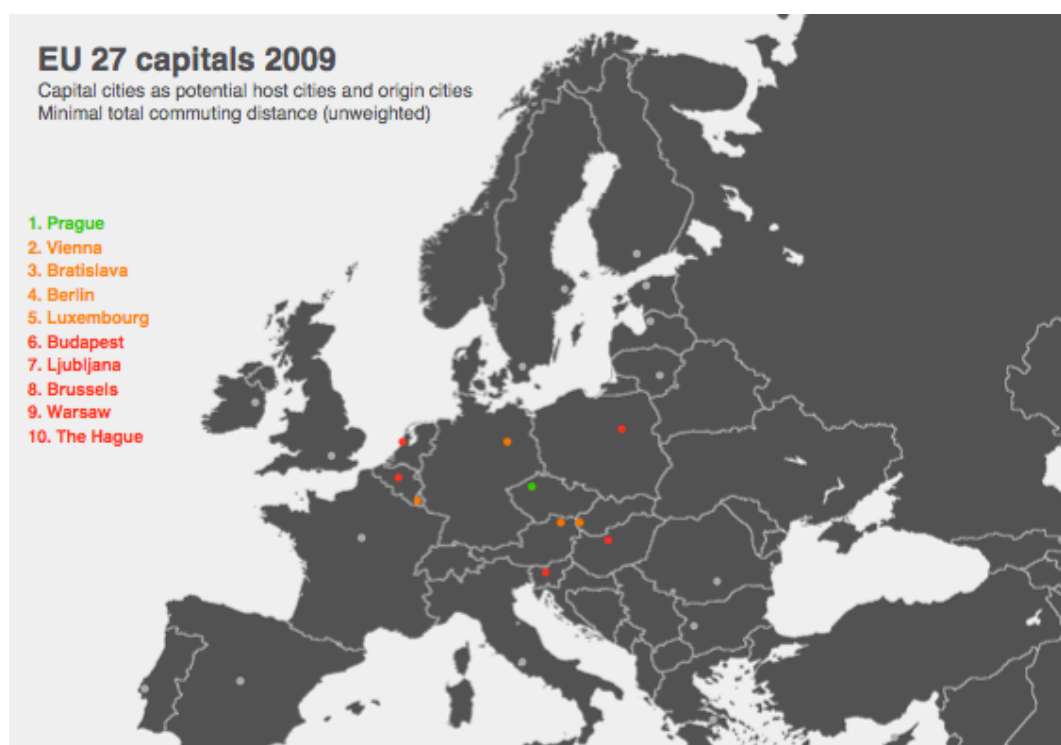 EU 27 capitals 2009
Capital cities as potential host cities and origin cities
Minimal total commuting distance (unweighted)
1. Prague
2. Vienna
3. Bratislava
4. Berlin
5. Luxembourg
6. Budapest
7. Ljubljana
8. Brussels
9. Warsaw
10. The Hague